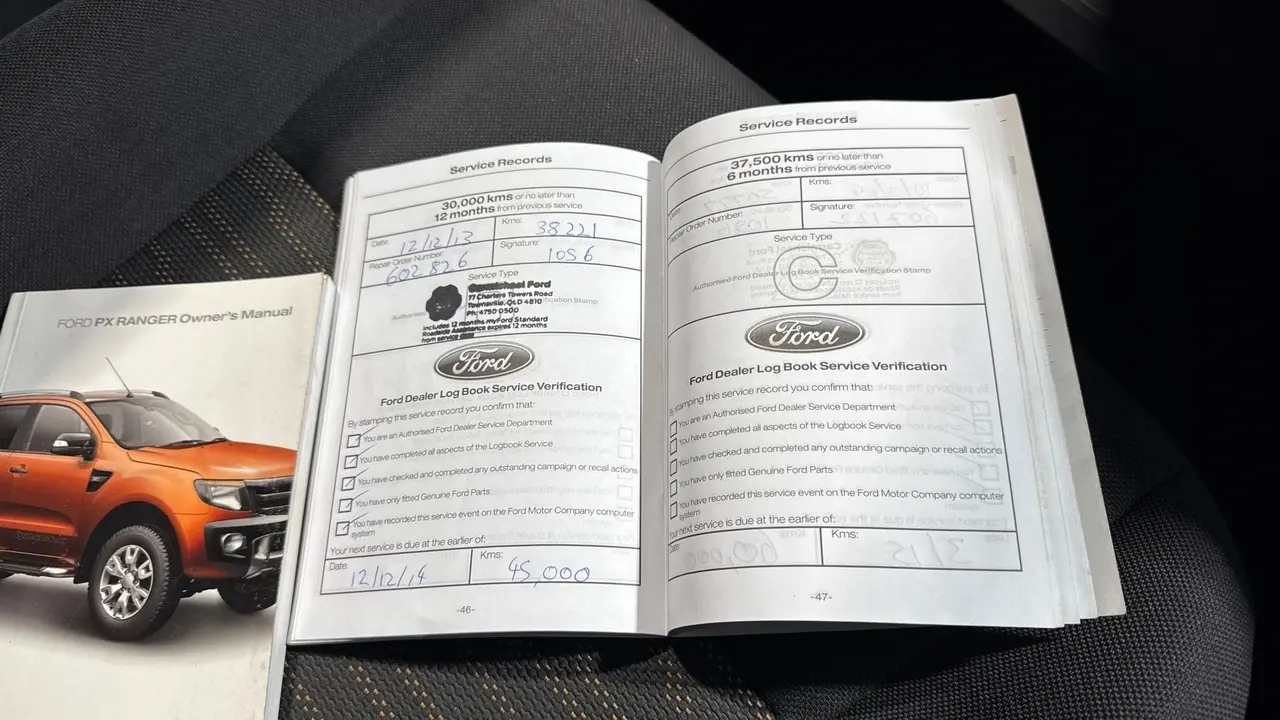 FORD PX RANGER Owner's Manual
Service Records
30,000 kms or no later than
12 months from previous service
Date: 12/12/13
Kms: 38221
Repair Order Number: 602826
Signature: 1056
Service Type
Carmichael Ford
77 Charters Towers Road
Townsville, QLD 4810
Ph: 4750 0500
Includes 12 months myFord Standard
Roadside Assistance expires 12 months
from service date
Ford
Ford Dealer Log Book Service Verification
By stamping this service record you confirm that:
You are an Authorised Ford Dealer Service Department
You have completed all aspects of the Logbook Service
You have checked and completed any outstanding campaign or recall actions
You have only fitted Genuine Ford Parts
You have recorded this service event on the Ford Motor Company computer
system
Your next service is due at the earlier of:
Date: 12/12/14
Kms: 45,000
-46-
Service Records
37,500 kms or no later than
6 months from previous service
Date:
Kms:
Repair Order Number:
Signature:
Service Type
C
Authorised Ford Dealer Log Book Service Verification Stamp
Ford
Ford Dealer Log Book Service Verification
By stamping this service record you confirm that:
You are an Authorised Ford Dealer Service Department
You have completed all aspects of the Logbook Service
You have checked and completed any outstanding campaign or recall actions
You have only fitted Genuine Ford Parts
You have recorded this service event on the Ford Motor Company computer
system
Your next service is due at the earlier of:
Date:
Kms:
-47-